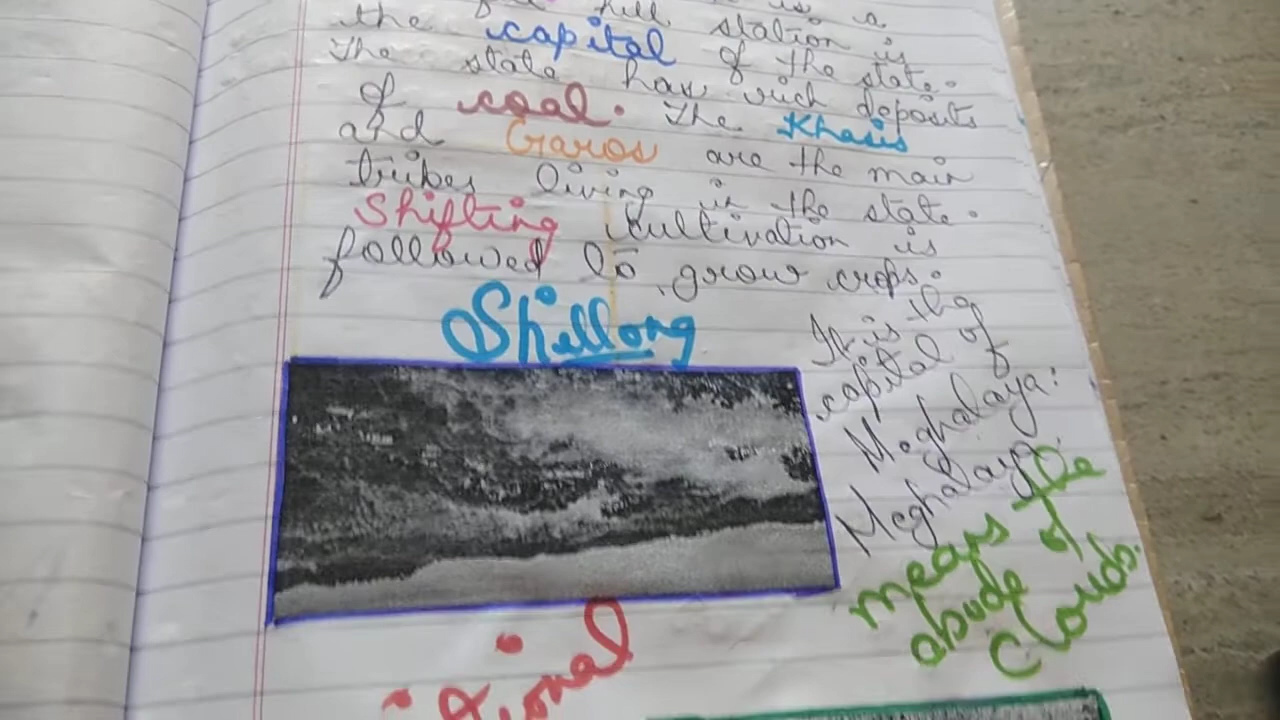 hill station is
the capital of the state.
The state has rich deposits
of coal. The Khasis
and Garos are the main
tribes living in the state.
Shifting cultivation is
followed to grow crops.
Shillong
It is the
capital of
Meghalaya:
Meghalaya
means the
abode of
clouds.